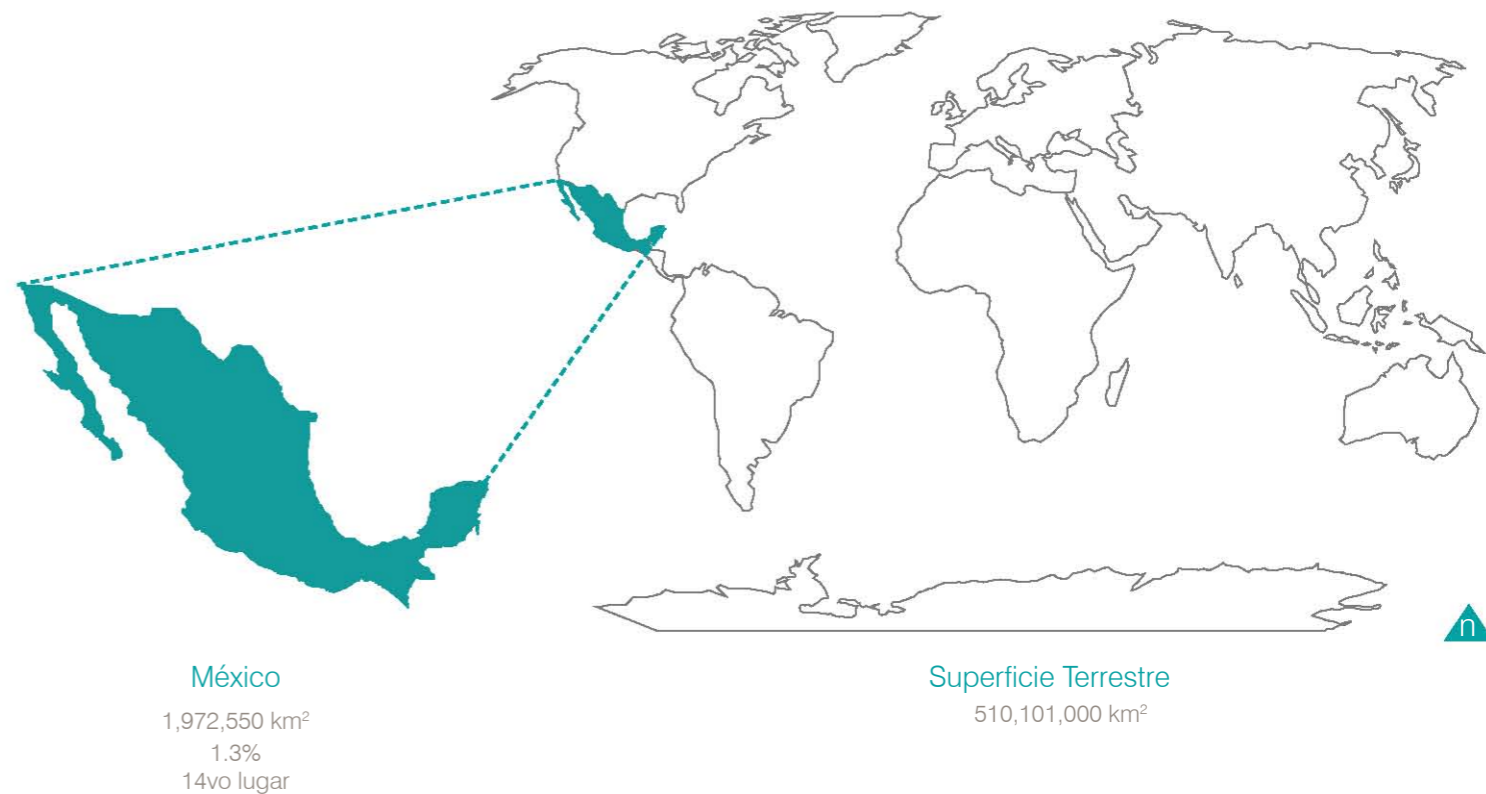 n
México
1,972,550 km²
1.3%
14vo lugar
Superficie Terrestre
510,101,000 km²